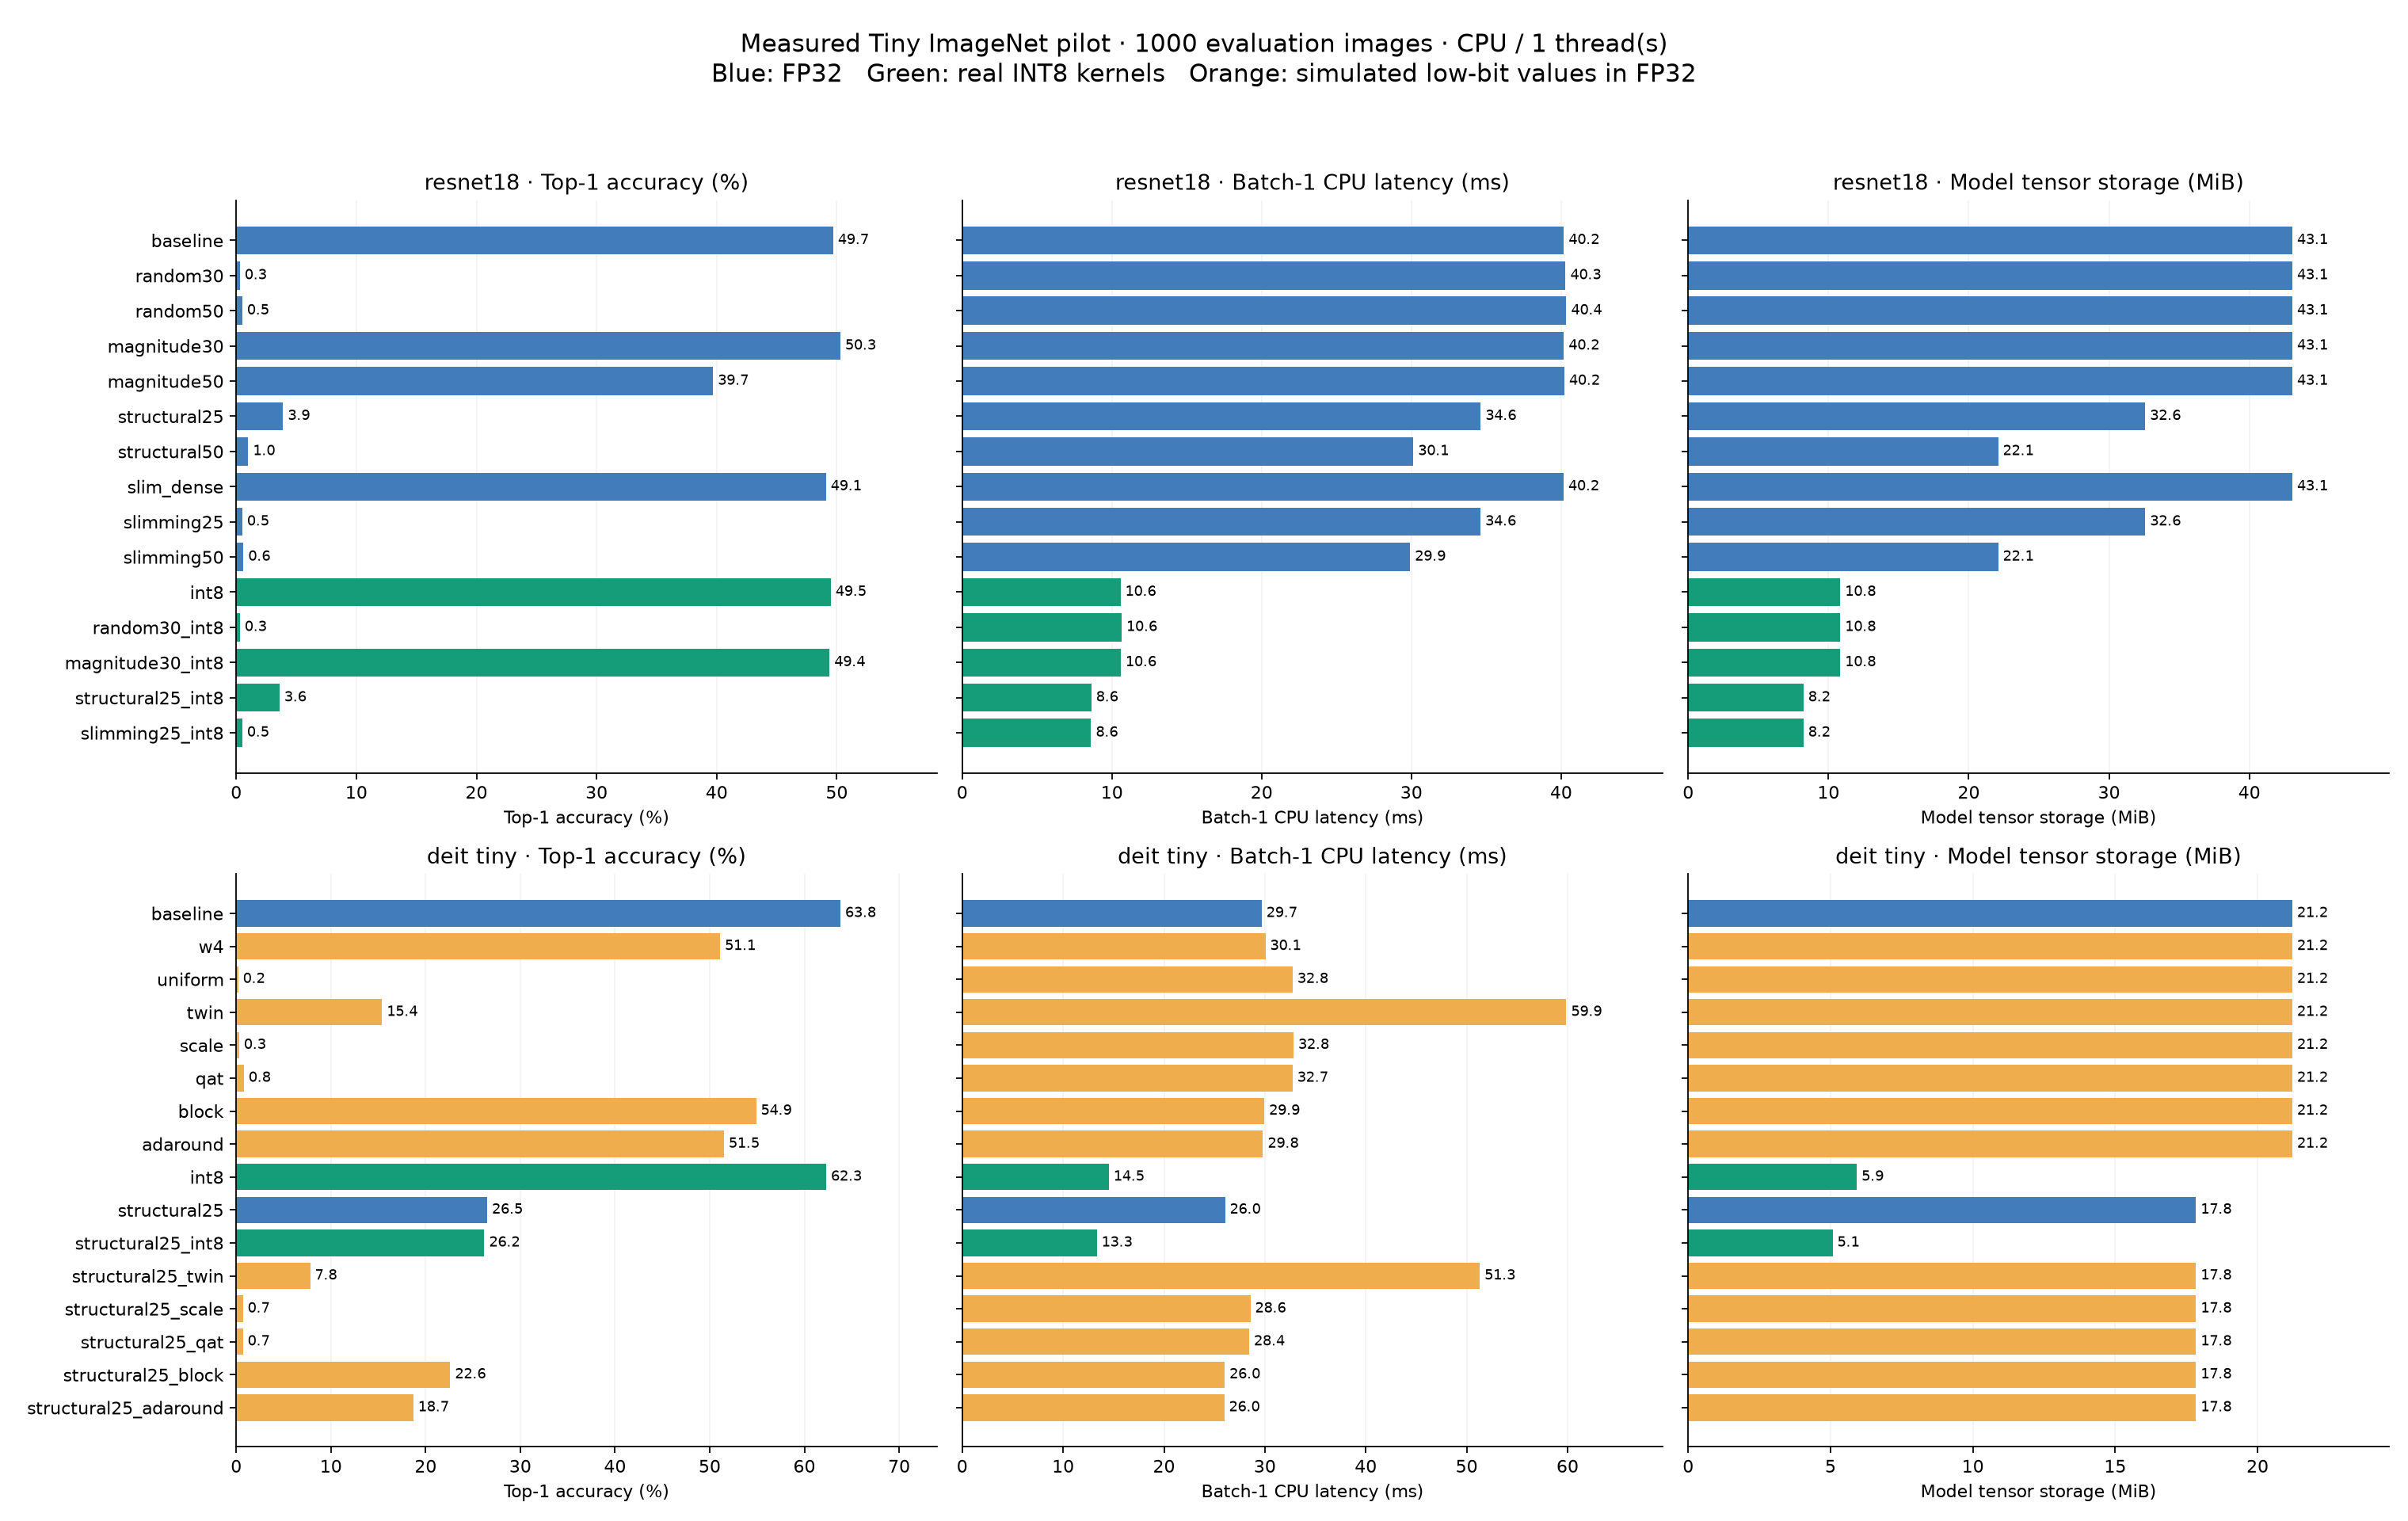 Measured Tiny ImageNet pilot · 1000 evaluation images · CPU / 1 thread(s)
Blue: FP32   Green: real INT8 kernels   Orange: simulated low-bit values in FP32
resnet18 · Top-1 accuracy (%)
baseline 49.7
random30 0.3
random50 0.5
magnitude30 50.3
magnitude50 39.7
structural25 3.9
structural50 1.0
slim_dense 49.1
slimming25 0.5
slimming50 0.6
int8 49.5
random30_int8 0.3
magnitude30_int8 49.4
structural25_int8 3.6
slimming25_int8 0.5
0 10 20 30 40 50
Top-1 accuracy (%)
resnet18 · Batch-1 CPU latency (ms)
40.2
40.3
40.4
40.2
40.2
34.6
30.1
40.2
34.6
29.9
10.6
10.6
10.6
8.6
8.6
0 10 20 30 40
Batch-1 CPU latency (ms)
resnet18 · Model tensor storage (MiB)
43.1
43.1
43.1
43.1
43.1
32.6
22.1
43.1
32.6
22.1
10.8
10.8
10.8
8.2
8.2
0 10 20 30 40
Model tensor storage (MiB)
deit tiny · Top-1 accuracy (%)
baseline 63.8
w4 51.1
uniform 0.2
twin 15.4
scale 0.3
qat 0.8
block 54.9
adaround 51.5
int8 62.3
structural25 26.5
structural25_int8 26.2
structural25_twin 7.8
structural25_scale 0.7
structural25_qat 0.7
structural25_block 22.6
structural25_adaround 18.7
0 10 20 30 40 50 60 70
Top-1 accuracy (%)
deit tiny · Batch-1 CPU latency (ms)
29.7
30.1
32.8
59.9
32.8
32.7
29.9
29.8
14.5
26.0
13.3
51.3
28.6
28.4
26.0
26.0
0 10 20 30 40 50 60
Batch-1 CPU latency (ms)
deit tiny · Model tensor storage (MiB)
21.2
21.2
21.2
21.2
21.2
21.2
21.2
21.2
5.9
17.8
5.1
17.8
17.8
17.8
17.8
17.8
0 5 10 15 20
Model tensor storage (MiB)